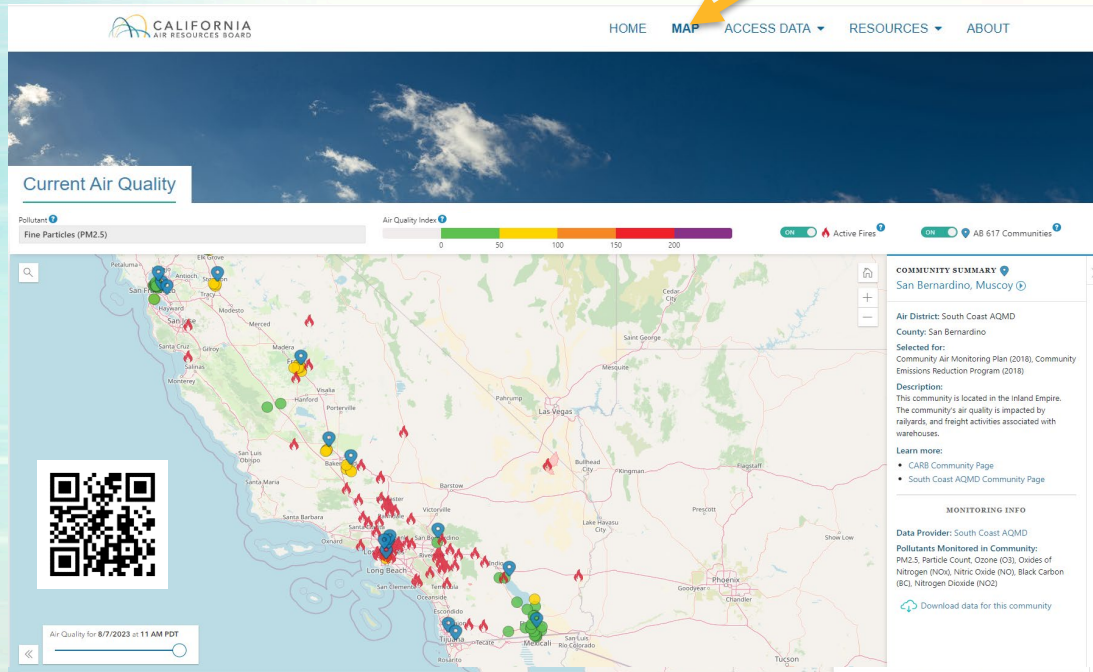 CALIFORNIA
AIR RESOURCES BOARD
HOME MAP ACCESS DATA RESOURCES ABOUT
Current Air Quality
Pollutant
Fine Particles (PM2.5)
Air Quality Index
0 50 100 150 200
ON Active Fires
ON AB 617 Communities
Petaluma
Elk Grove
Antioch
Tracy
Hayward
Modesto
Merced
Santa Cruz
Gilroy
Madera
Salinas
Monterey
Visalia
Hanford
Porterville
San Luis
Obispo
Santa Maria
Barstow
Victorville
Santa Barbara
Oxnard
Long Beach
San Clemente
Oceanside
Escondido
Tijuana
Tecate
Rosarito
Mexicali
San Luis
Rio Colorado
Cedar
City
Saint George
Mesquite
Pahrump
Las Vegas
Bullhead
City
Kingman
Flagstaff
Lake Havasu
City
Prescott
Show Low
Phoenix
Goodyear
Chandler
Tucson
Air Quality for 8/7/2023 at 11 AM PDT
COMMUNITY SUMMARY
San Bernardino, Muscoy
Air District: South Coast AQMD
County: San Bernardino
Selected for:
Community Air Monitoring Plan (2018), Community
Emissions Reduction Program (2018)
Description:
This community is located in the Inland Empire.
The community's air quality is impacted by
railyards, and freight activities associated with
warehouses.
Learn more:
• CARB Community Page
• South Coast AQMD Community Page
MONITORING INFO
Data Provider: South Coast AQMD
Pollutants Monitored in Community:
PM2.5, Particle Count, Ozone (O3), Oxides of
Nitrogen (NOx), Nitric Oxide (NO), Black Carbon
(BC), Nitrogen Dioxide (NO2)
Download data for this community